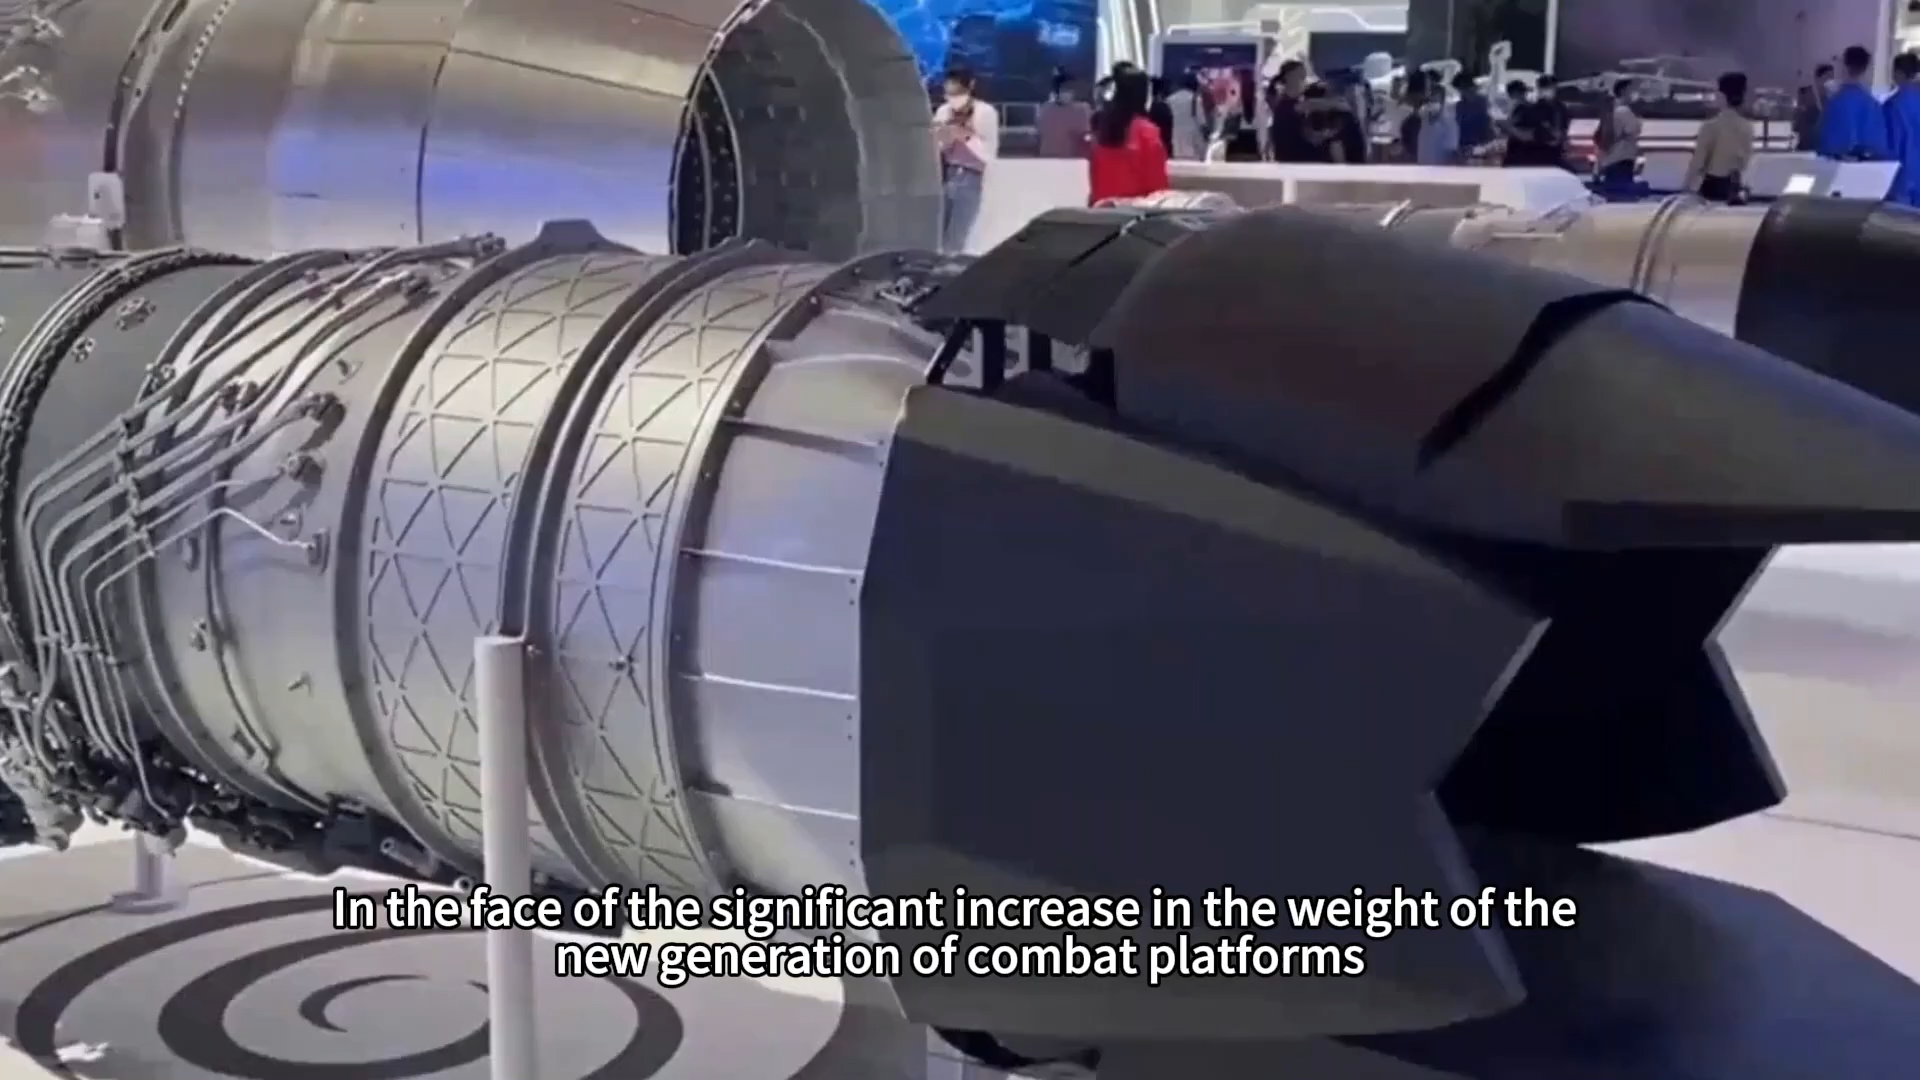 In the face of the significant increase in the weight of the
new generation of combat platforms